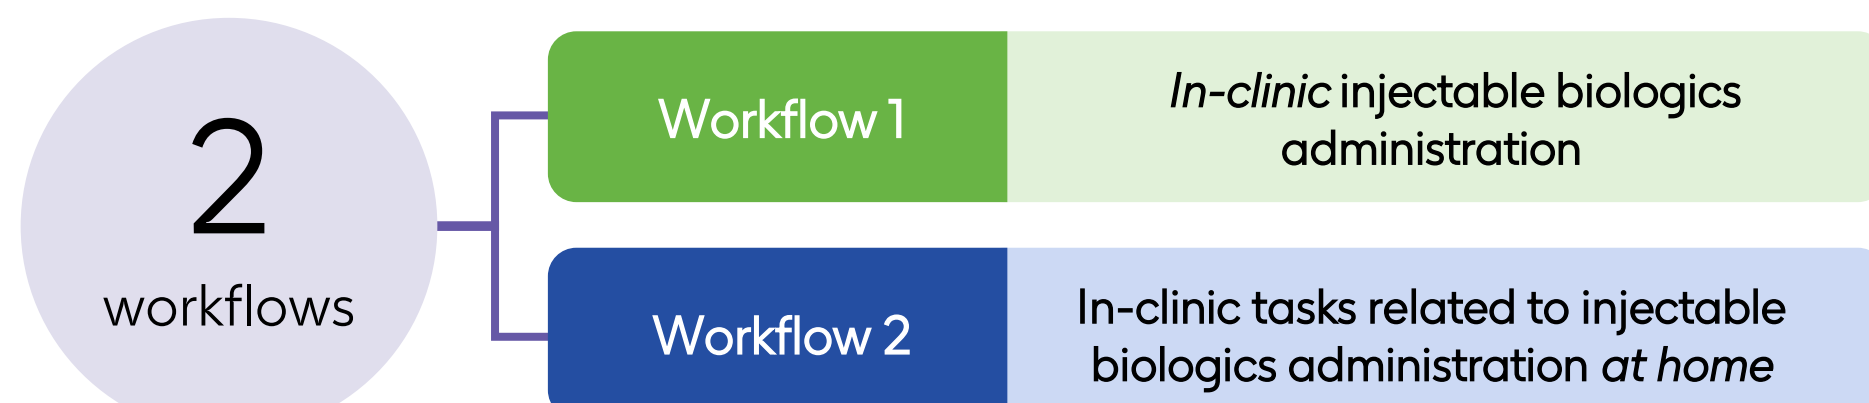 2
workflows
Workflow 1
In-clinic injectable biologics
administration
Workflow 2
In-clinic tasks related to injectable
biologics administration at home